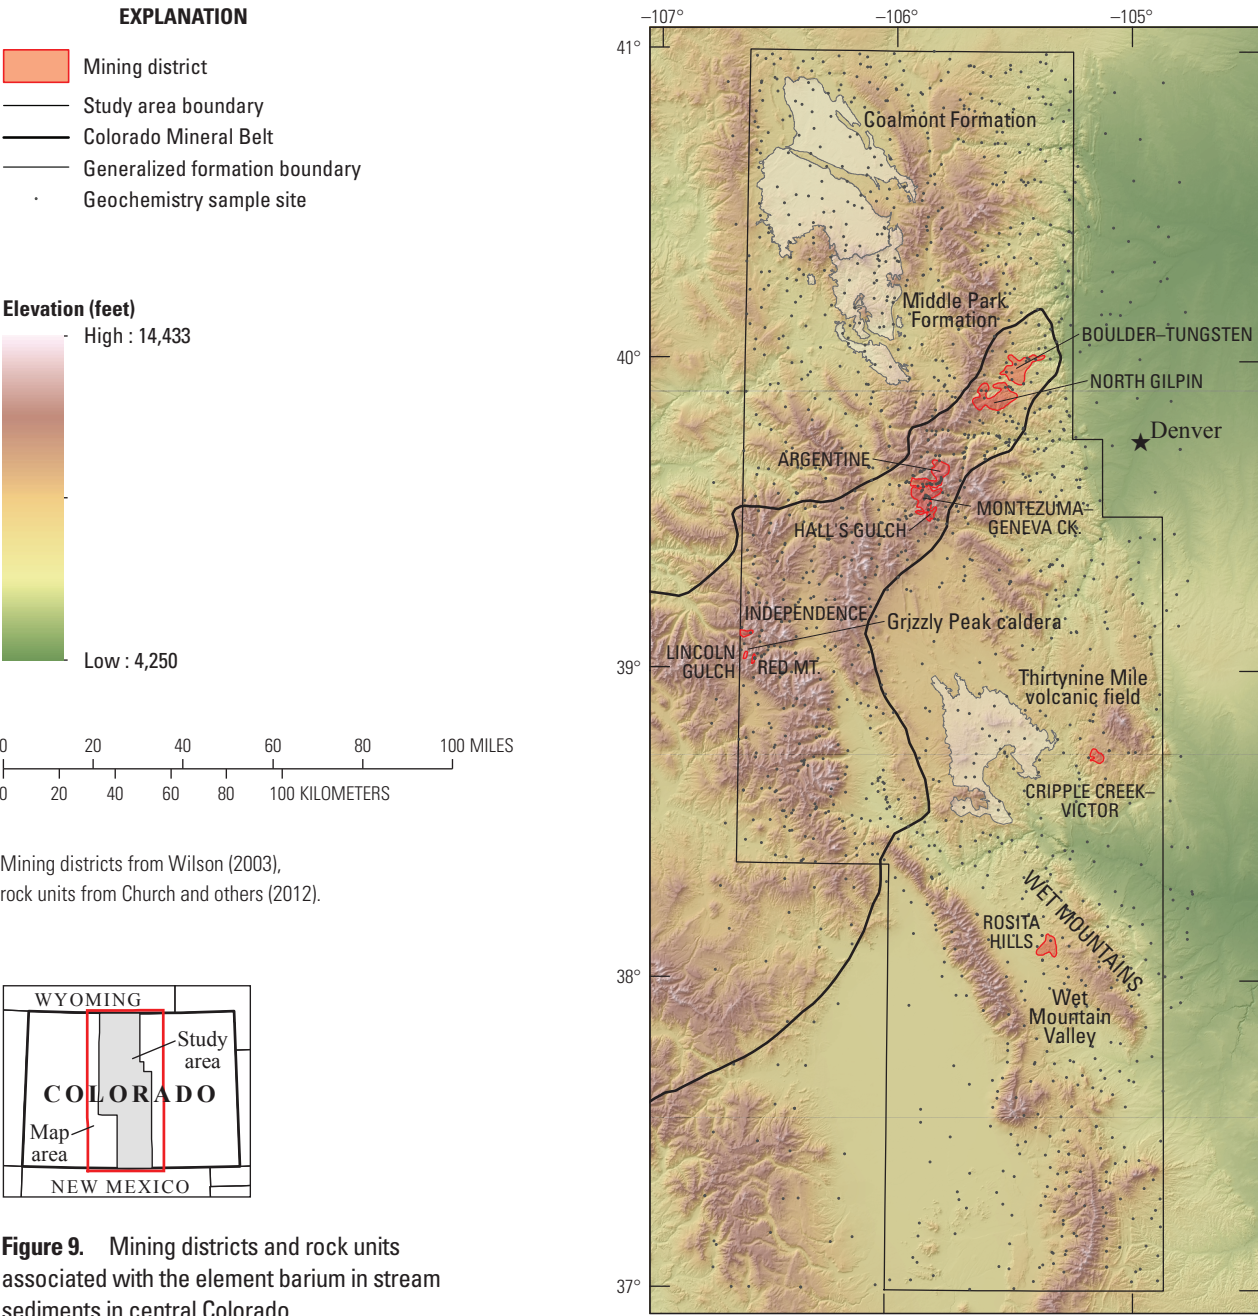 EXPLANATION
Mining district
Study area boundary
Colorado Mineral Belt
Generalized formation boundary
Geochemistry sample site
Elevation (feet)
High : 14,433
Low : 4,250
0 20 40 60 80 100 MILES
0 20 40 60 80 100 KILOMETERS
Mining districts from Wilson (2003),
rock units from Church and others (2012).
WYOMING
Study
area
COLORADO
Map
area
NEW MEXICO
Figure 9. Mining districts and rock units
associated with the element barium in stream
sediments in central Colorado
−107° −106° −105°
41°
Coalmont Formation
Middle Park
Formation
BOULDER–TUNGSTEN
40°
NORTH GILPIN
Denver
ARGENTINE
MONTEZUMA–
GENEVA CK.
HALL'S GULCH
INDEPENDENCE
Grizzly Peak caldera
LINCOLN
GULCH
RED MT.
39°
Thirtynine Mile
volcanic field
CRIPPLE CREEK–
VICTOR
WET MOUNTAINS
ROSITA
HILLS
38°
Wet
Mountain
Valley
37°